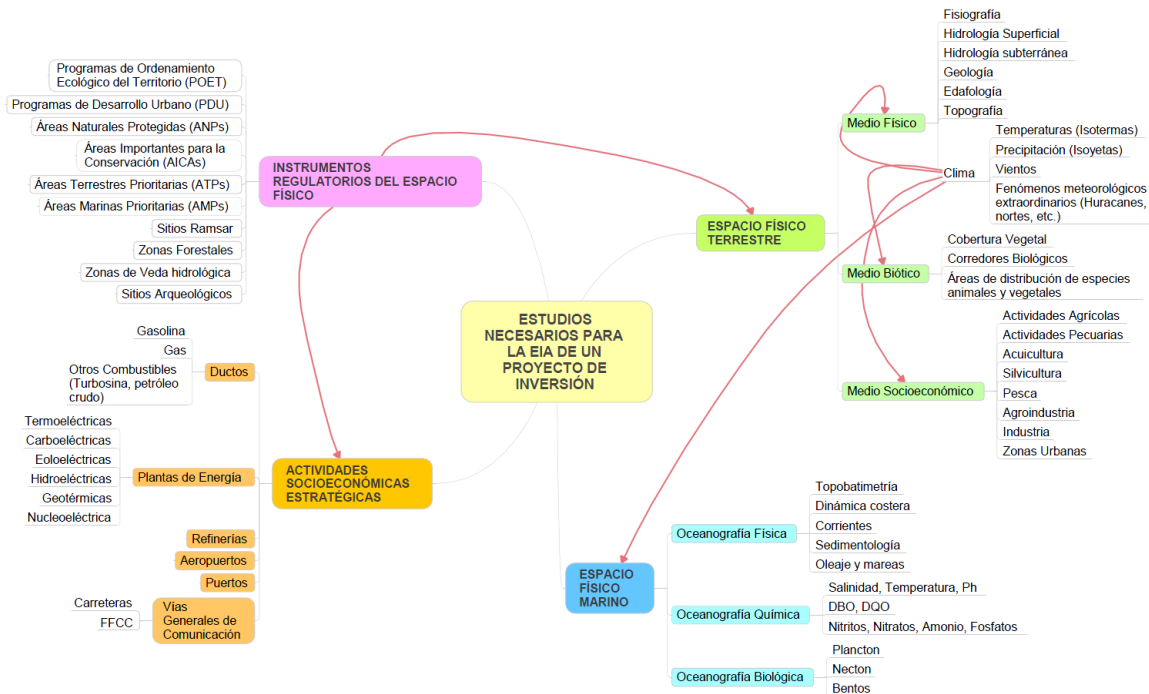 ESTUDIOS
NECESARIOS PARA
LA EIA DE UN
PROYECTO DE
INVERSIÓN
INSTRUMENTOS
REGULATORIOS DEL ESPACIO
FÍSICO
Programas de Ordenamiento
Ecológico del Territorio (POET)
Programas de Desarrollo Urbano (PDU)
Áreas Naturales Protegidas (ANPs)
Áreas Importantes para la
Conservación (AICAs)
Áreas Terrestres Prioritarias (ATPs)
Áreas Marinas Prioritarias (AMPs)
Sitios Ramsar
Zonas Forestales
Zonas de Veda hidrológica
Sitios Arqueológicos
ACTIVIDADES
SOCIOECONÓMICAS
ESTRATÉGICAS
Ductos
Gasolina
Gas
Otros Combustibles
(Turbosina, petróleo
crudo)
Plantas de Energía
Termoeléctricas
Carboeléctricas
Eoloeléctricas
Hidroeléctricas
Geotérmicas
Nucleoeléctrica
Refinerías
Aeropuertos
Puertos
Vías
Generales de
Comunicación
Carreteras
FFCC
ESPACIO FÍSICO
TERRESTRE
Medio Físico
Fisiografía
Hidrología Superficial
Hidrología subterránea
Geología
Edafología
Topografía
Clima
Temperaturas (Isotermas)
Precipitación (Isoyetas)
Vientos
Fenómenos meteorológicos
extraordinarios (Huracanes,
nortes, etc.)
Medio Biótico
Cobertura Vegetal
Corredores Biológicos
Áreas de distribución de especies
animales y vegetales
Medio Socioeconómico
Actividades Agrícolas
Actividades Pecuarias
Acuicultura
Silvicultura
Pesca
Agroindustria
Industria
Zonas Urbanas
ESPACIO
FÍSICO
MARINO
Oceanografía Física
Topobatimetría
Dinámica costera
Corrientes
Sedimentología
Oleaje y mareas
Oceanografía Química
Salinidad, Temperatura, Ph
DBO, DQO
Nitritos, Nitratos, Amonio, Fosfatos
Oceanografía Biológica
Plancton
Necton
Bentos